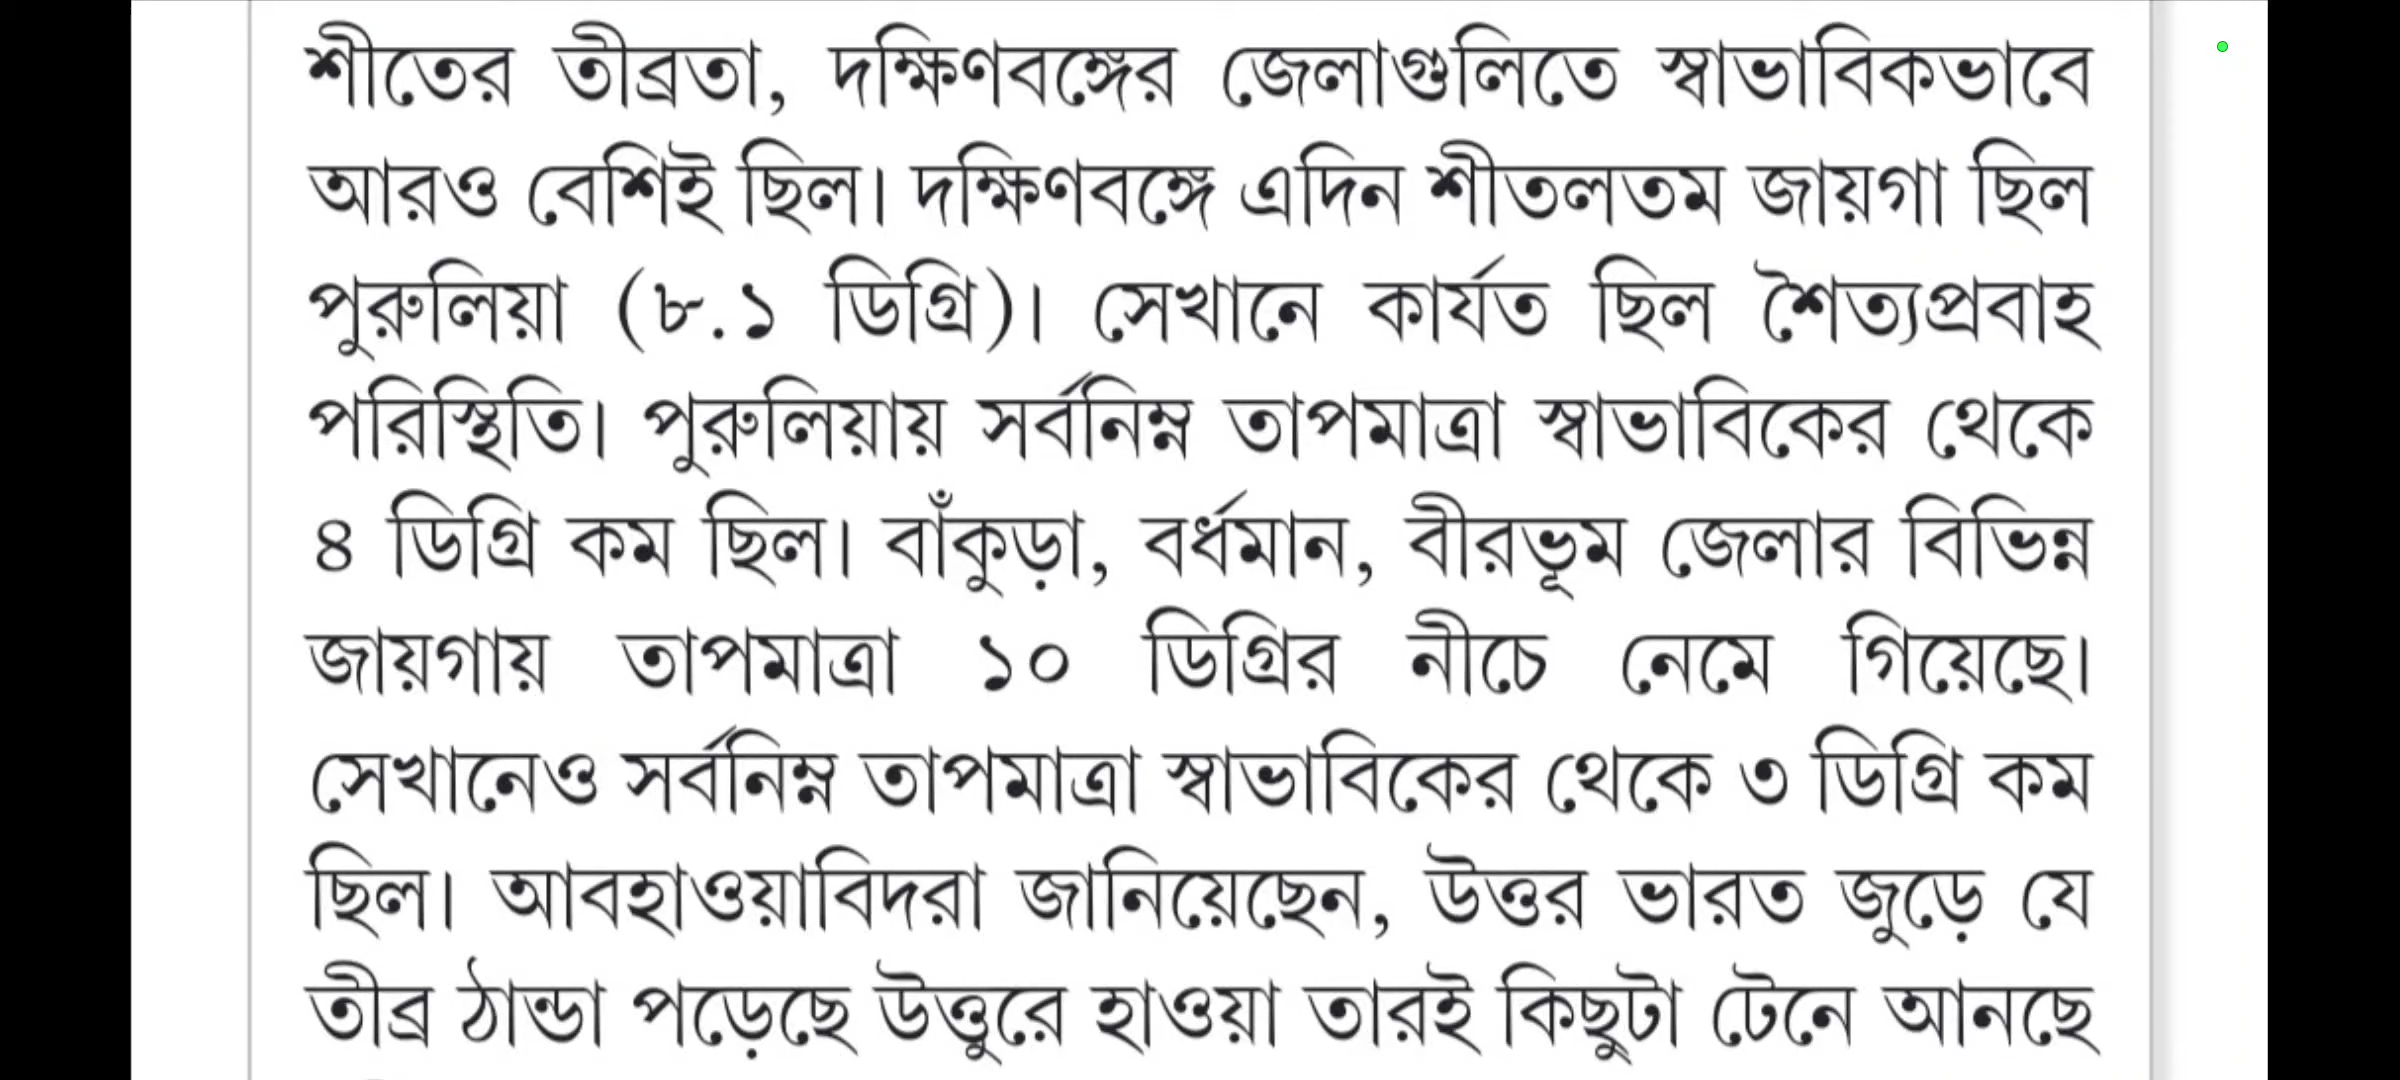 শীতের তীব্রতা, দক্ষিণবঙ্গের জেলাগুলিতে স্বাভাবিকভাবে
আরও বেশিই ছিল। দক্ষিণবঙ্গে এদিন শীতলতম জায়গা ছিল
পুরুলিয়া (৮.১ ডিগ্রি)। সেখানে কার্যত ছিল শৈত্যপ্রবাহ
পরিস্থিতি। পুরুলিয়ায় সর্বনিম্ন তাপমাত্রা স্বাভাবিকের থেকে
৪ ডিগ্রি কম ছিল। বাঁকুড়া, বর্ধমান, বীরভূম জেলার বিভিন্ন
জায়গায় তাপমাত্রা ১০ ডিগ্রির নীচে নেমে গিয়েছে।
সেখানেও সর্বনিম্ন তাপমাত্রা স্বাভাবিকের থেকে ৩ ডিগ্রি কম
ছিল। আবহাওয়াবিদরা জানিয়েছেন, উত্তর ভারত জুড়ে যে
তীব্র ঠান্ডা পড়েছে উত্তুরে হাওয়া তারই কিছুটা টেনে আনছে